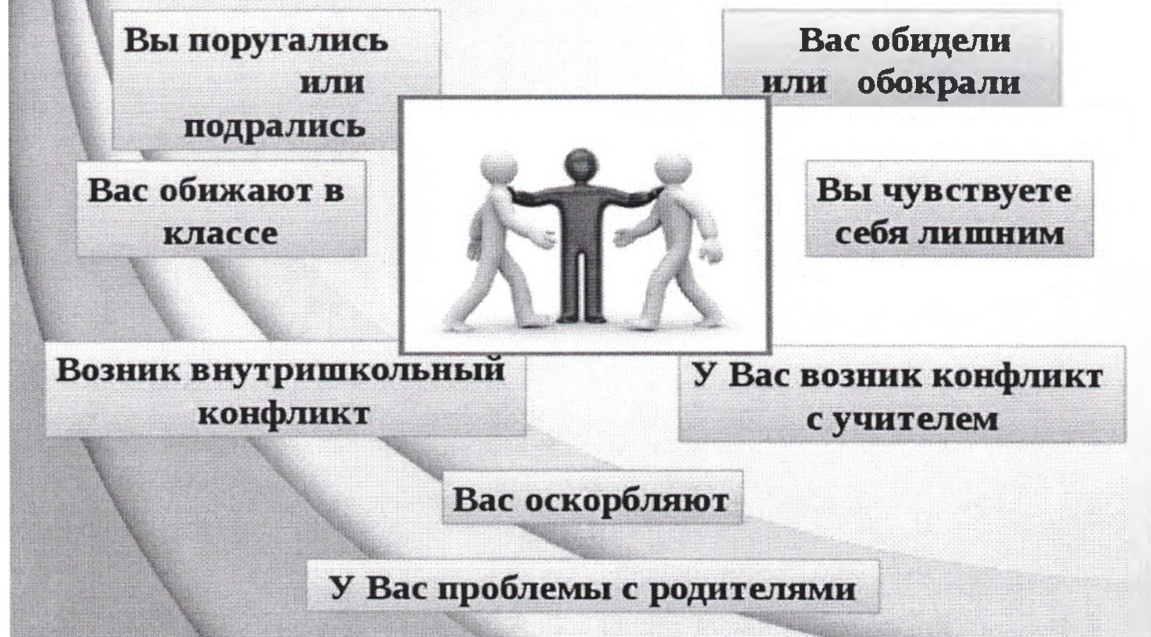 Вы поругались
или
подрались
Вас обидели
или обокрали
Вас обижают в
классе
Вы чувствуете
себя лишним
Возник внутришкольный
конфликт
У Вас возник конфликт
с учителем
Вас оскорбляют
У Вас проблемы с родителями